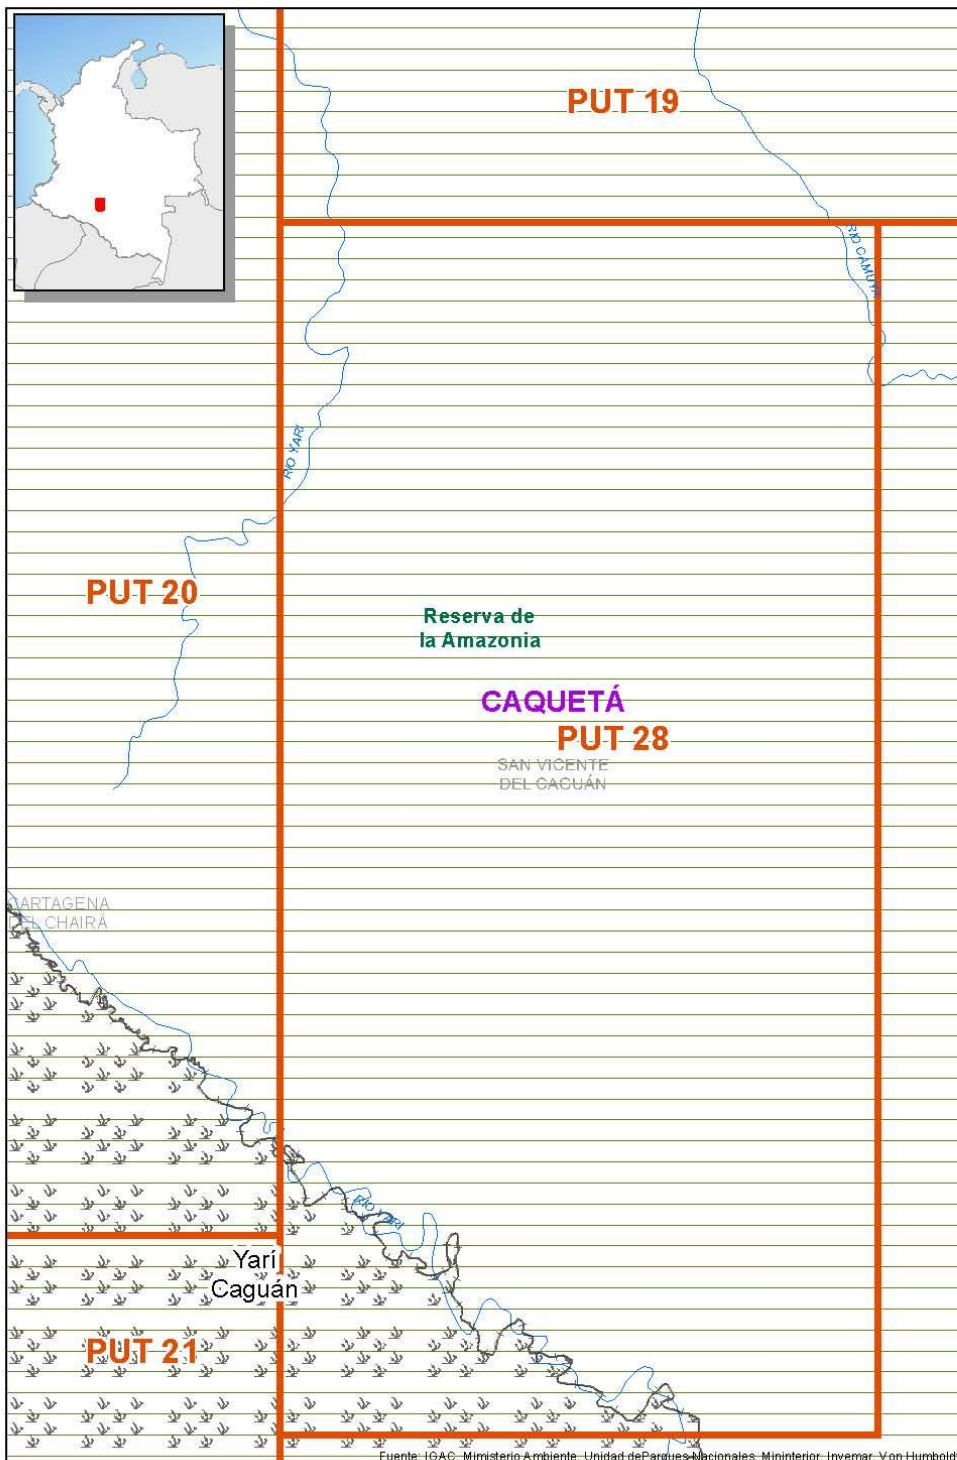 PUT 19
RIO CAMUYA
RIO YARI
PUT 20
Reserva de
la Amazonia
CAQUETÁ
PUT 28
SAN VICENTE
DEL CAGUÁN
CARTAGENA
DEL CHAIRÁ
RIO YARI
Yarí
Caguán
PUT 21
Fuente: IGAC, Mimisterio Ambiente, Unidad deParques Nacionales, Mininterior, Invemar, Von Humboldt